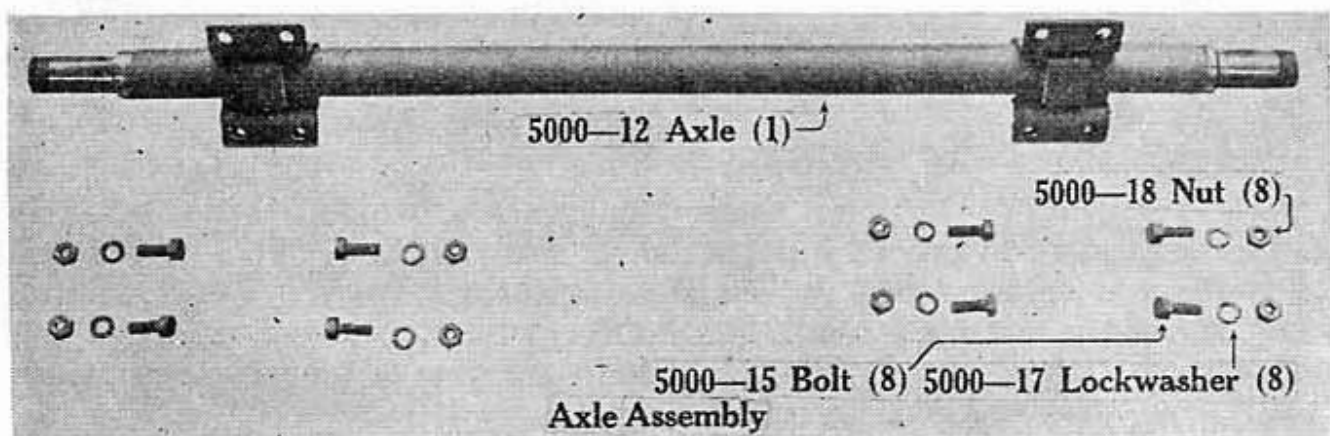 5000—12 Axle (1)
5000—18 Nut (8)
5000—15 Bolt (8) 5000—17 Lockwasher (8)
Axle Assembly